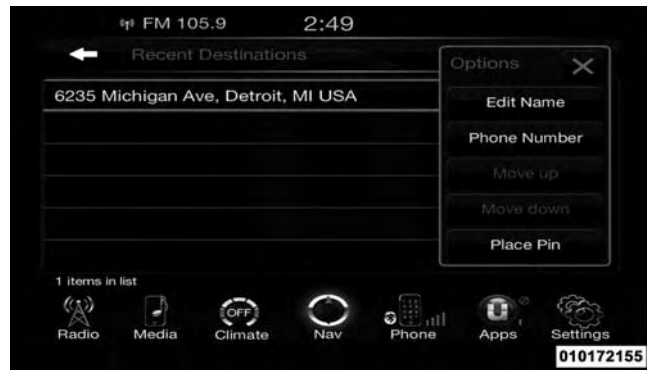 FM 105.9 2:49
Recent Destinations
Options
6235 Michigan Ave, Detroit, MI USA
Edit Name
Phone Number
Move up
Move down
Place Pin
1 items in list
OFF
U
Radio Media Climate Nav Phone Apps Settings
010172155